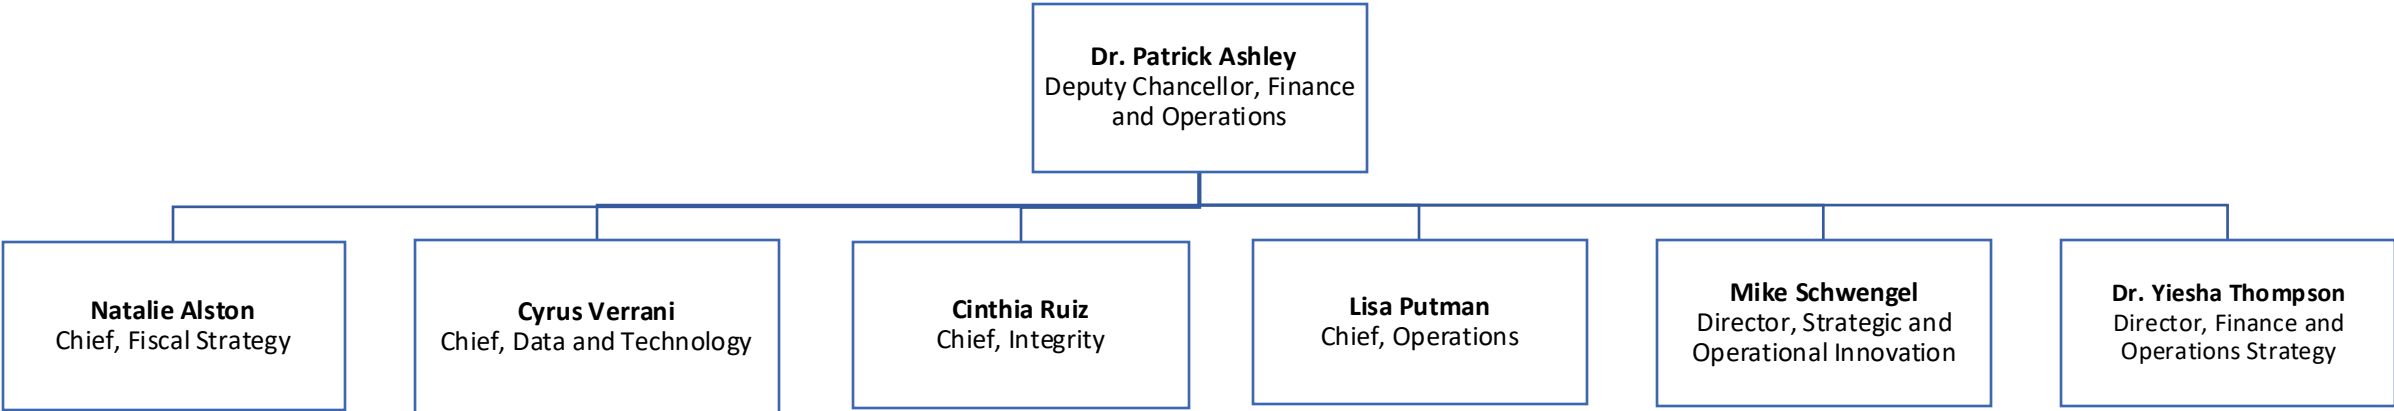 Dr. Patrick Ashley
Deputy Chancellor, Finance
and Operations
Natalie Alston
Chief, Fiscal Strategy
Cyrus Verrani
Chief, Data and Technology
Cinthia Ruiz
Chief, Integrity
Lisa Putman
Chief, Operations
Mike Schwengel
Director, Strategic and
Operational Innovation
Dr. Yiesha Thompson
Director, Finance and
Operations Strategy